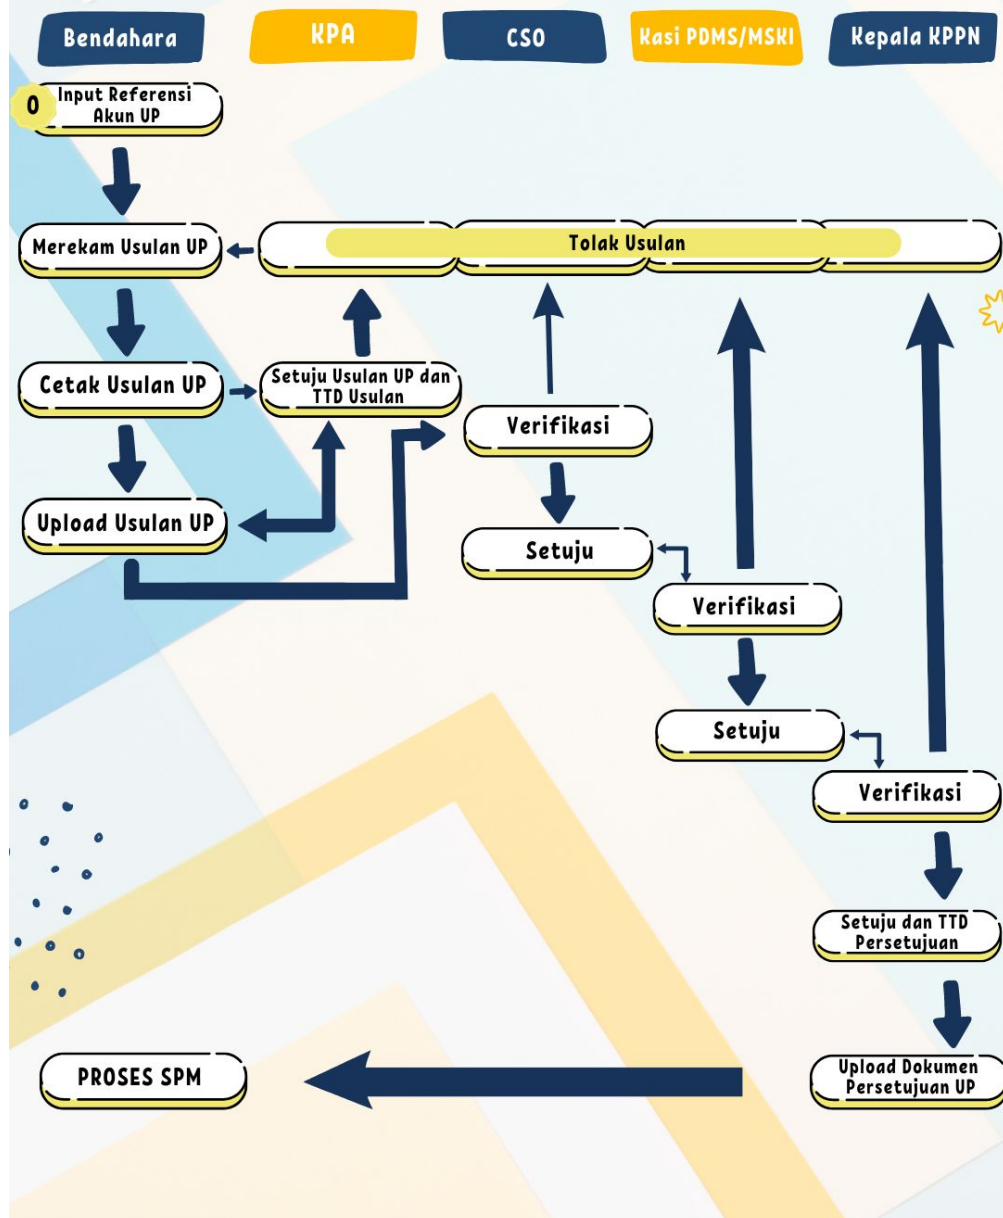 Bendahara
KPA
CSO
Kasi PDMS/MSKI
Kepala KPPN
0
Input Referensi
Akun UP
Merekam Usulan UP
Tolak Usulan
Cetak Usulan UP
Setuju Usulan UP dan
TTD Usulan
Verifikasi
Upload Usulan UP
Setuju
Verifikasi
Setuju
Verifikasi
Setuju dan TTD
Persetujuan
PROSES SPM
Upload Dokumen
Persetujuan UP